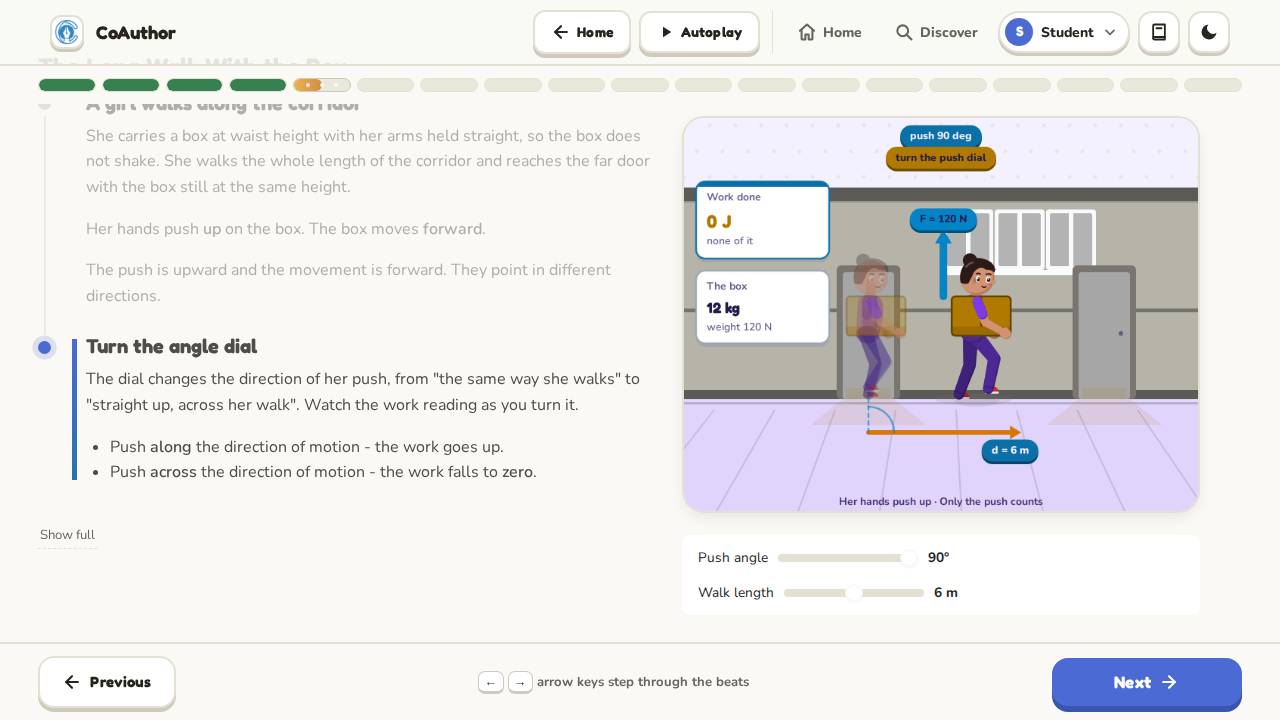 CoAuthor
Home
Autoplay
Home
Discover
S
Student
The Long Walk With the Box
A girl walks along the corridor
She carries a box at waist height with her arms held straight, so the box does
not shake. She walks the whole length of the corridor and reaches the far door
with the box still at the same height.
Her hands push up on the box. The box moves forward.
The push is upward and the movement is forward. They point in different
directions.
Turn the angle dial
The dial changes the direction of her push, from "the same way she walks" to
"straight up, across her walk". Watch the work reading as you turn it.
• Push along the direction of motion - the work goes up.
• Push across the direction of motion - the work falls to zero.
Show full
push 90 deg
turn the push dial
Work done
0 J
none of it
The box
12 kg
weight 120 N
F = 120 N
d = 6 m
Her hands push up · Only the push counts
Push angle
90°
Walk length
6 m
← Previous
← → arrow keys step through the beats
Next →